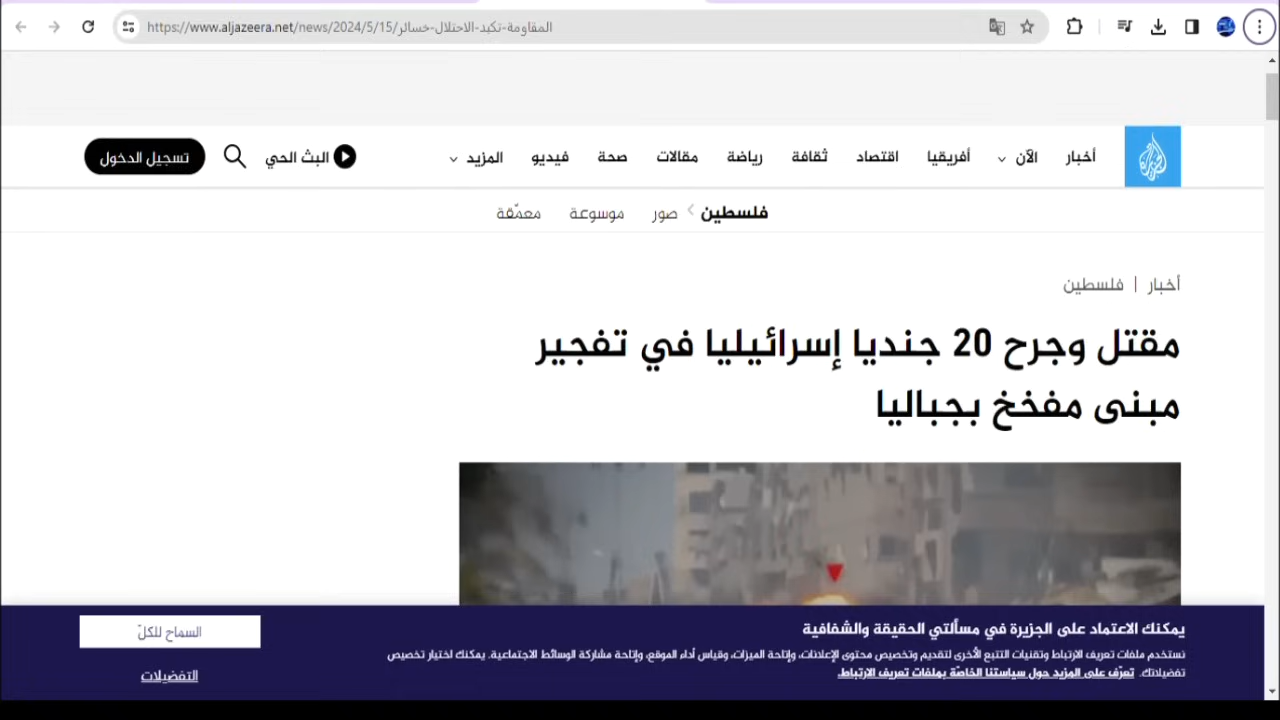 https://www.aljazeera.net/news/2024/5/15/المقاومة-تكبد-الاحتلال-خسائر
أخبار
الآن
أفريقيا
اقتصاد
ثقافة
رياضة
مقالات
صحة
فيديو
المزيد
البث الحي
تسجيل الدخول
فلسطين
صور
موسوعة
معمّقة
أخبار | فلسطين
مقتل وجرح 20 جنديا إسرائيليا في تفجير
مبنى مفخخ بجباليا
يمكنك الاعتماد على الجزيرة في مسألتي الحقيقة والشفافية
نستخدم ملفات تعريف الارتباط وتقنيات التتبع الأخرى لتقديم وتخصيص محتوى الإعلانات، وإتاحة الميزات، وقياس أداء الموقع، وإتاحة مشاركة الوسائط الاجتماعية. يمكنك اختيار تخصيص
تفضيلاتك. تعرّف على المزيد حول سياستنا الخاصّة بملفات تعريف الارتباط.
السماح للكلّ
التفضيلات